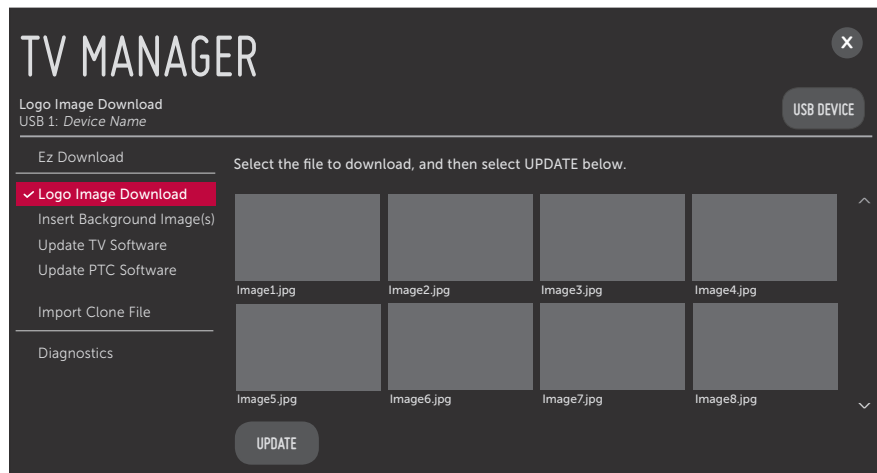 TV MANAGER
X
Logo Image Download
USB 1: Device Name
USB DEVICE
Ez Download
Select the file to download, and then select UPDATE below.
Logo Image Download
Insert Background Image(s)
Update TV Software
Update PTC Software
Import Clone File
Diagnostics
Image1.jpg
Image2.jpg
Image3.jpg
Image4.jpg
Image5.jpg
Image6.jpg
Image7.jpg
Image8.jpg
UPDATE